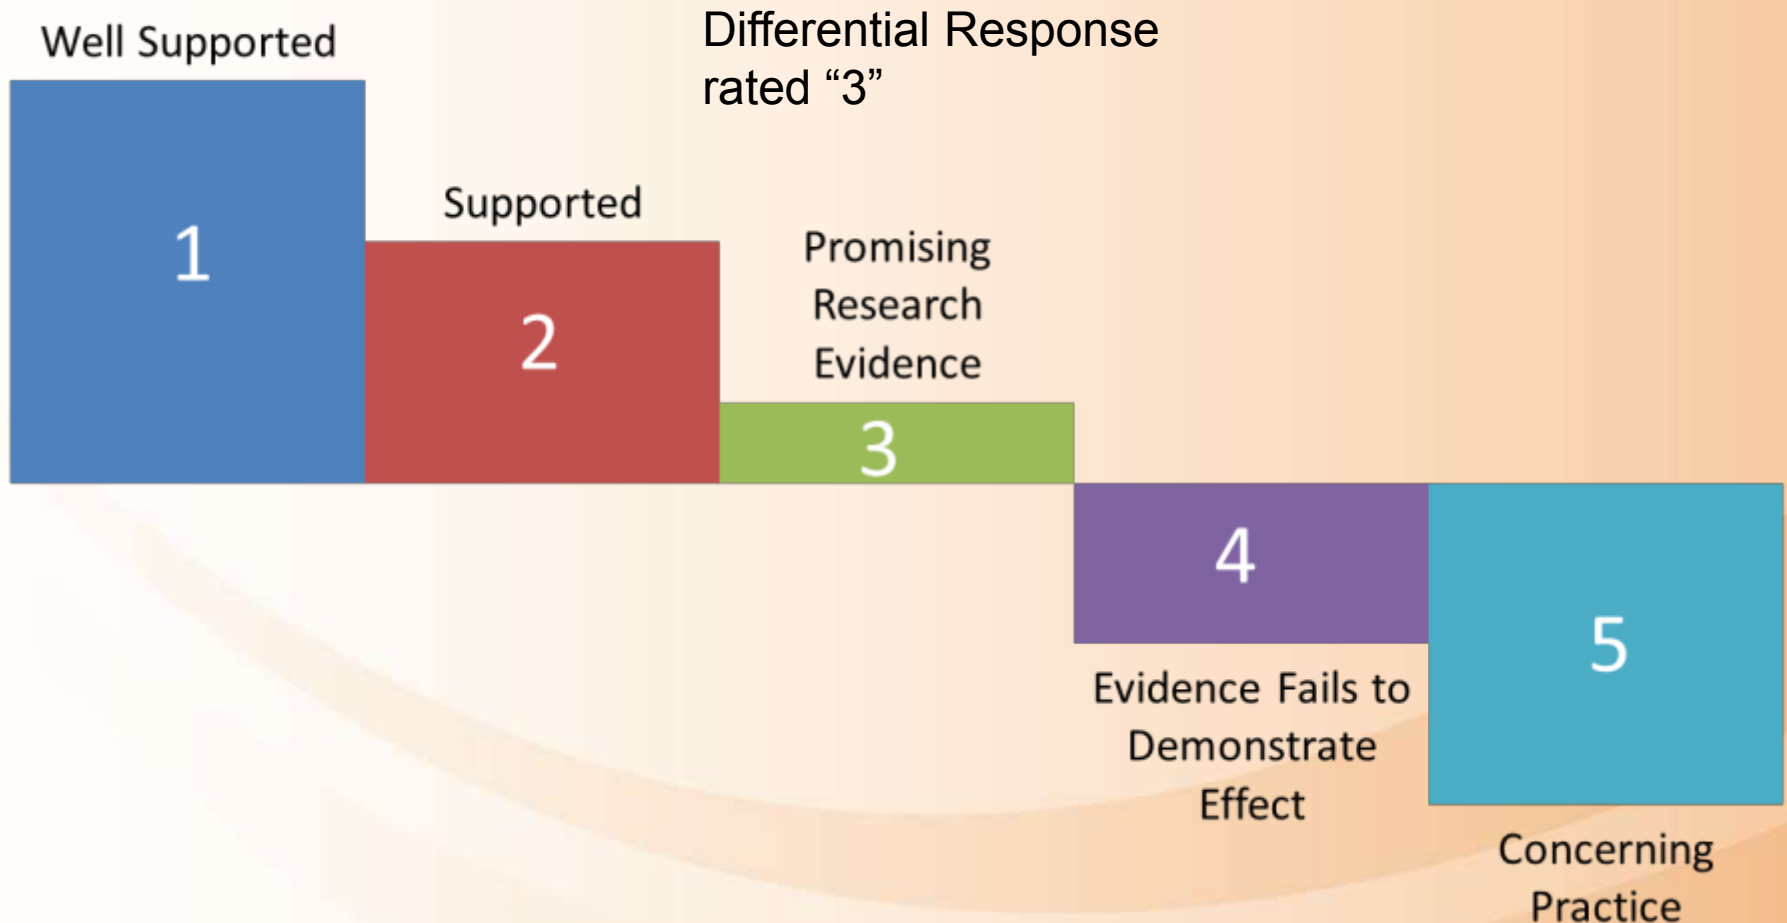 Differential Response
rated “3”
Well Supported
1
Supported
2
Promising
Research
Evidence
3
4
Evidence Fails to
Demonstrate
Effect
5
Concerning
Practice